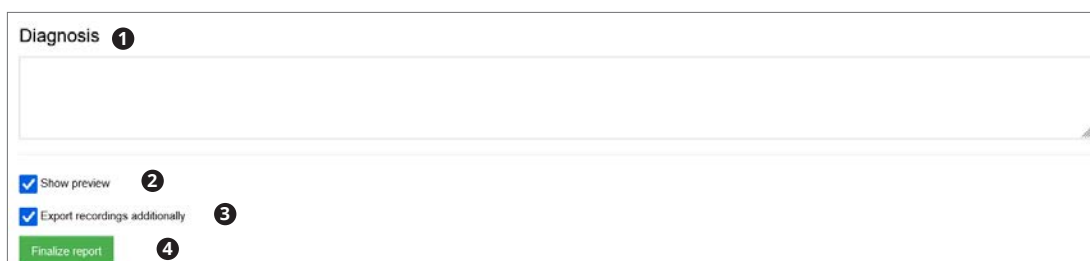 Diagnosis 1
Show preview 2
Export recordings additionally 3
Finalize report 4